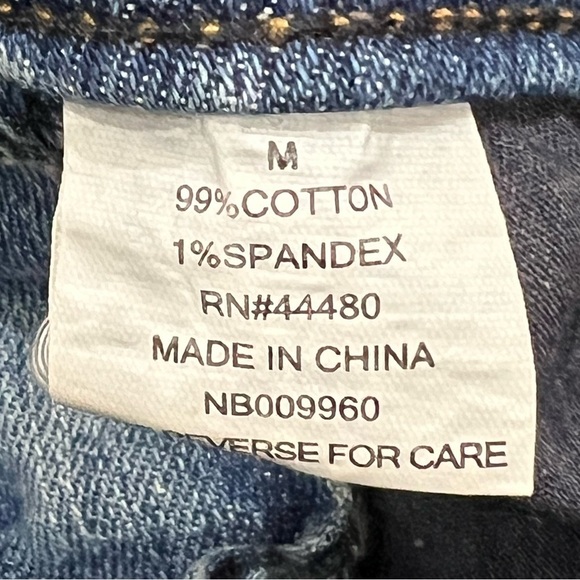 M
99%COTTON
1%SPANDEX
RN#44480
MADE IN CHINA
NB009960
REVERSE FOR CARE